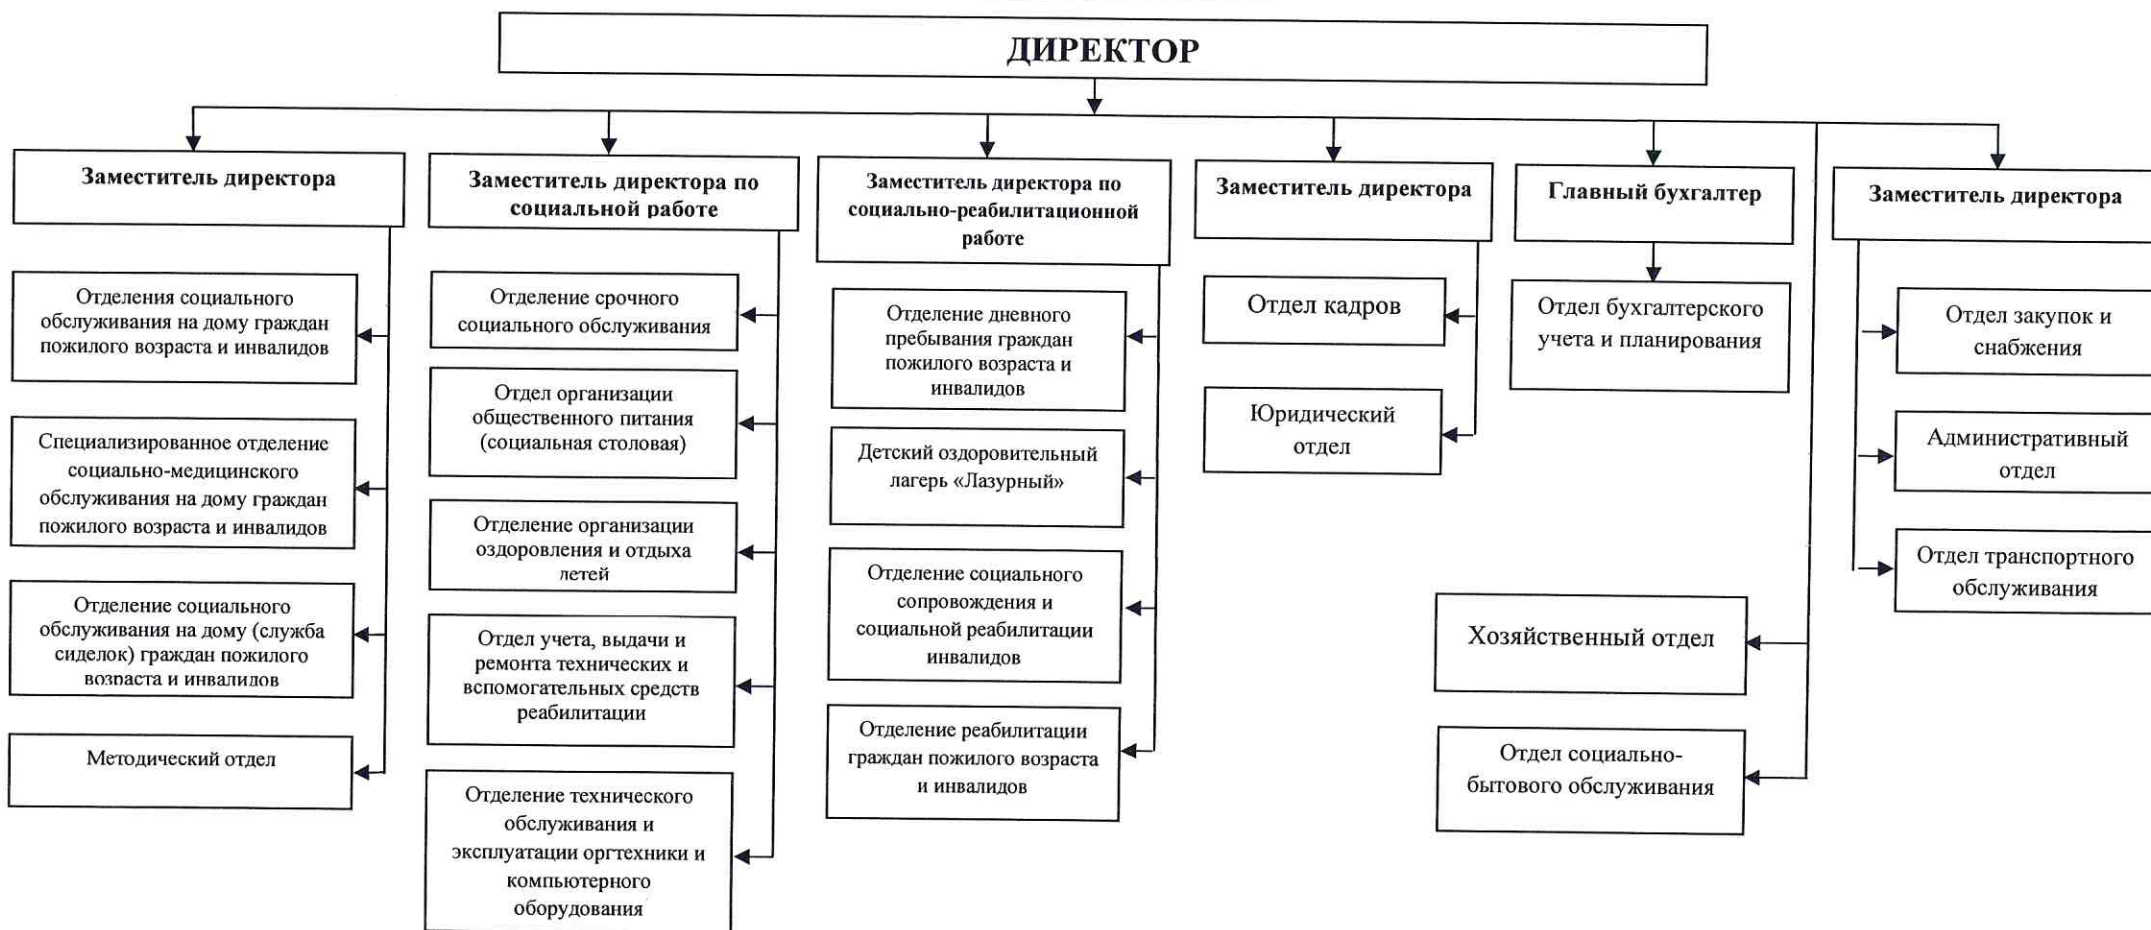 ДИРЕКТОР
Заместитель директора
Заместитель директора по
социальной работе
Заместитель директора по
социально-реабилитационной
работе
Заместитель директора
Главный бухгалтер
Заместитель директора
Отделения социального
обслуживания на дому граждан
пожилого возраста и инвалидов
Специализированное отделение
социально-медицинского
обслуживания на дому граждан
пожилого возраста и инвалидов
Отделение социального
обслуживания на дому (служба
сиделок) граждан пожилого
возраста и инвалидов
Методический отдел
Отделение срочного
социального обслуживания
Отдел организации
общественного питания
(социальная столовая)
Отделение организации
оздоровления и отдыха
детей
Отдел учета, выдачи и
ремонта технических и
вспомогательных средств
реабилитации
Отделение технического
обслуживания и
эксплуатации оргтехники и
компьютерного
оборудования
Отделение дневного
пребывания граждан
пожилого возраста и
инвалидов
Детский оздоровительный
лагерь «Лазурный»
Отделение социального
сопровождения и
социальной реабилитации
инвалидов
Отделение реабилитации
граждан пожилого возраста
и инвалидов
Отдел кадров
Юридический
отдел
Отдел бухгалтерского
учета и планирования
Хозяйственный отдел
Отдел социально-
бытового обслуживания
Отдел закупок и
снабжения
Административный
отдел
Отдел транспортного
обслуживания